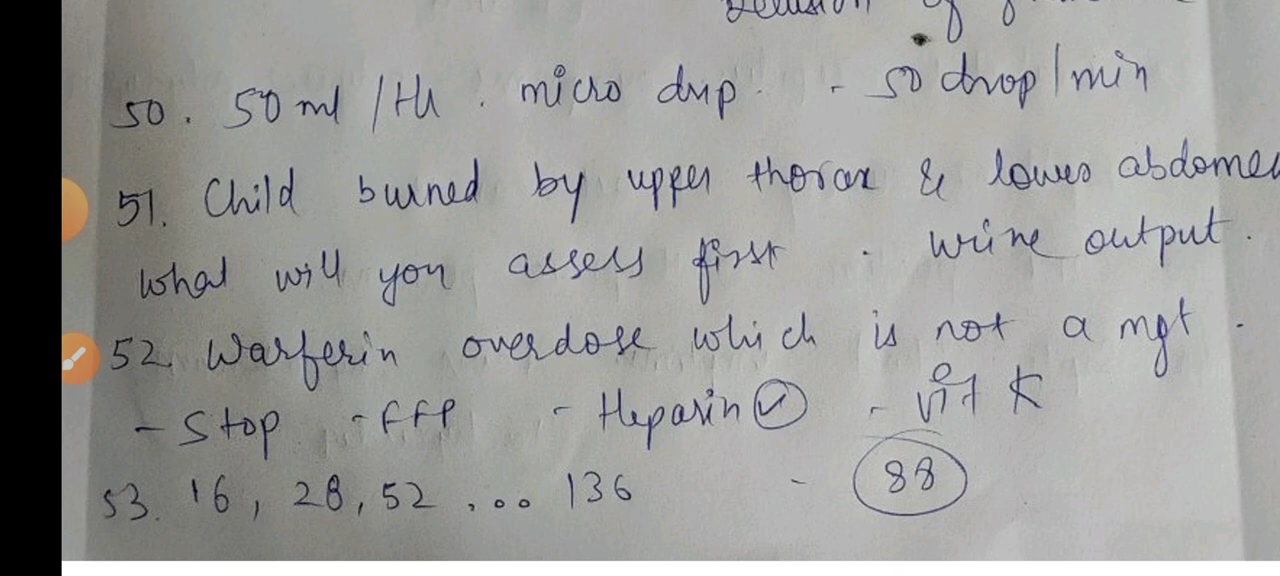 Delusion of
50. 50 ml / Hr. micro drip. - 50 drop/min
51. Child burned by upper thorax & lower abdomen
what will you assess first . urine output.
52. Warferin overdose which is not a mgt.
- Stop - FFP - Heparin - vit K
53. 16, 28, 52 ... 136 - 88